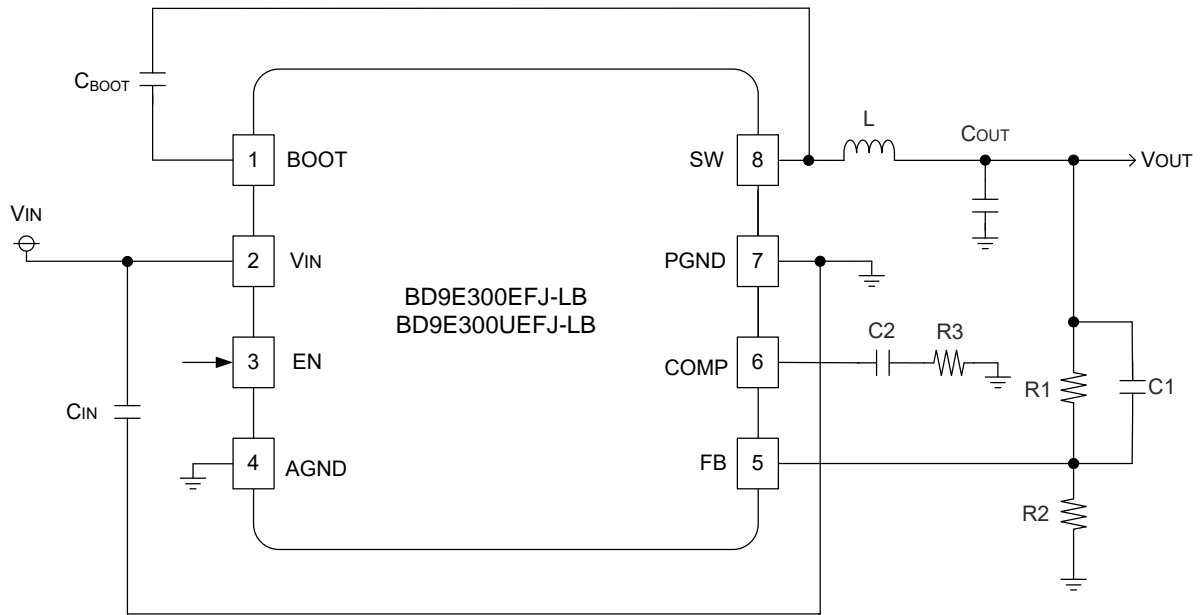 CBOOT
L
COUT
1
BOOT
SW
8
VOUT
VIN
2
VIN
PGND
7
BD9E300EFJ-LB
BD9E300UEFJ-LB
C2
R3
3
EN
COMP
6
R1
C1
CIN
4
AGND
FB
5
R2